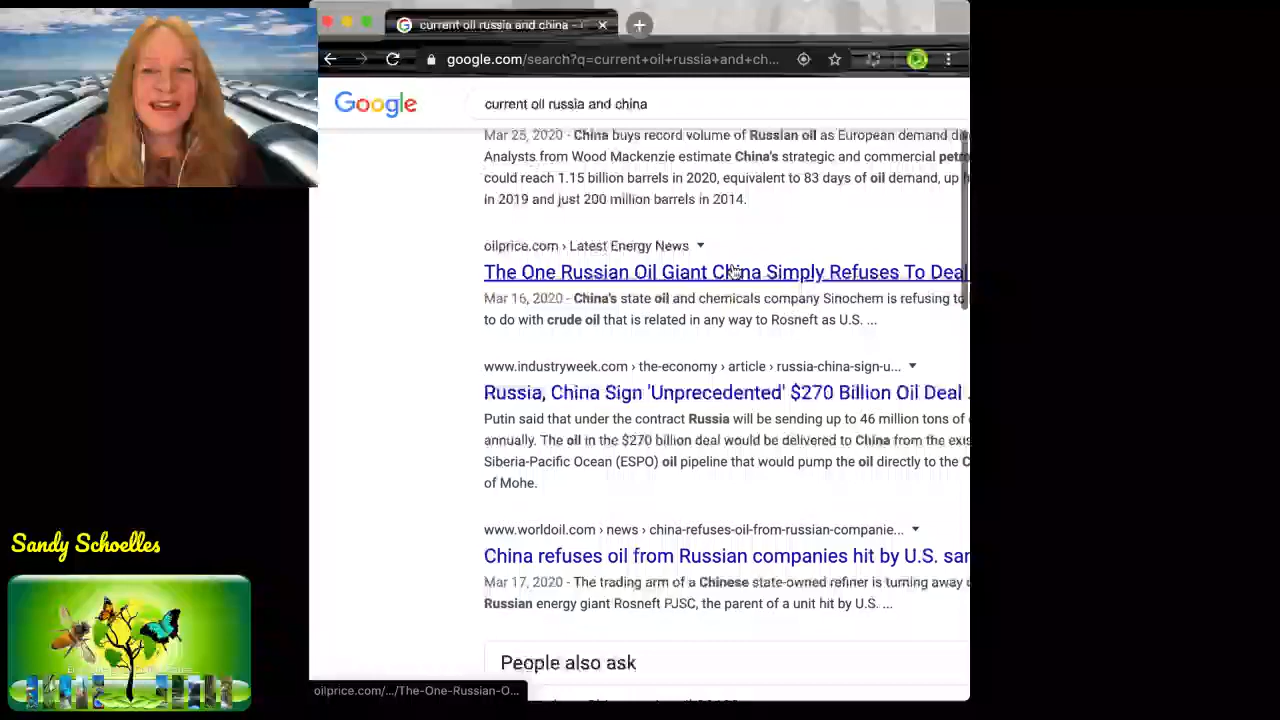 current oil russia and china -
google.com/search?q=current+oil+russia+and+ch...
Google
current oil russia and china
Mar 25, 2020 - China buys record volume of Russian oil as European demand
Analysts from Wood Mackenzie estimate China's strategic and commercial
could reach 1.15 billion barrels in 2020, equivalent to 83 days of oil demand, up
in 2019 and just 200 million barrels in 2014.
oilprice.com › Latest Energy News
The One Russian Oil Giant China Simply Refuses To Deal
Mar 16, 2020 - China's state oil and chemicals company Sinochem is refusing to
to do with crude oil that is related in any way to Rosneft as U.S. ...
www.industryweek.com › the-economy › article › russia-china-sign-u...
Russia, China Sign 'Unprecedented' $270 Billion Oil Deal
Putin said that under the contract Russia will be sending up to 46 million tons of
annually. The oil in the $270 billion deal would be delivered to China from the
Siberia-Pacific Ocean (ESPO) oil pipeline that would pump the oil directly to the
of Mohe.
www.worldoil.com › news › china-refuses-oil-from-russian-companie...
China refuses oil from Russian companies hit by U.S.
Mar 17, 2020 - The trading arm of a Chinese state-owned refiner is turning away
Russian energy giant Rosneft PJSC, the parent of a unit hit by U.S. ...
People also ask
oilprice.com/.../The-One-Russian-O...
Sandy Schoelles